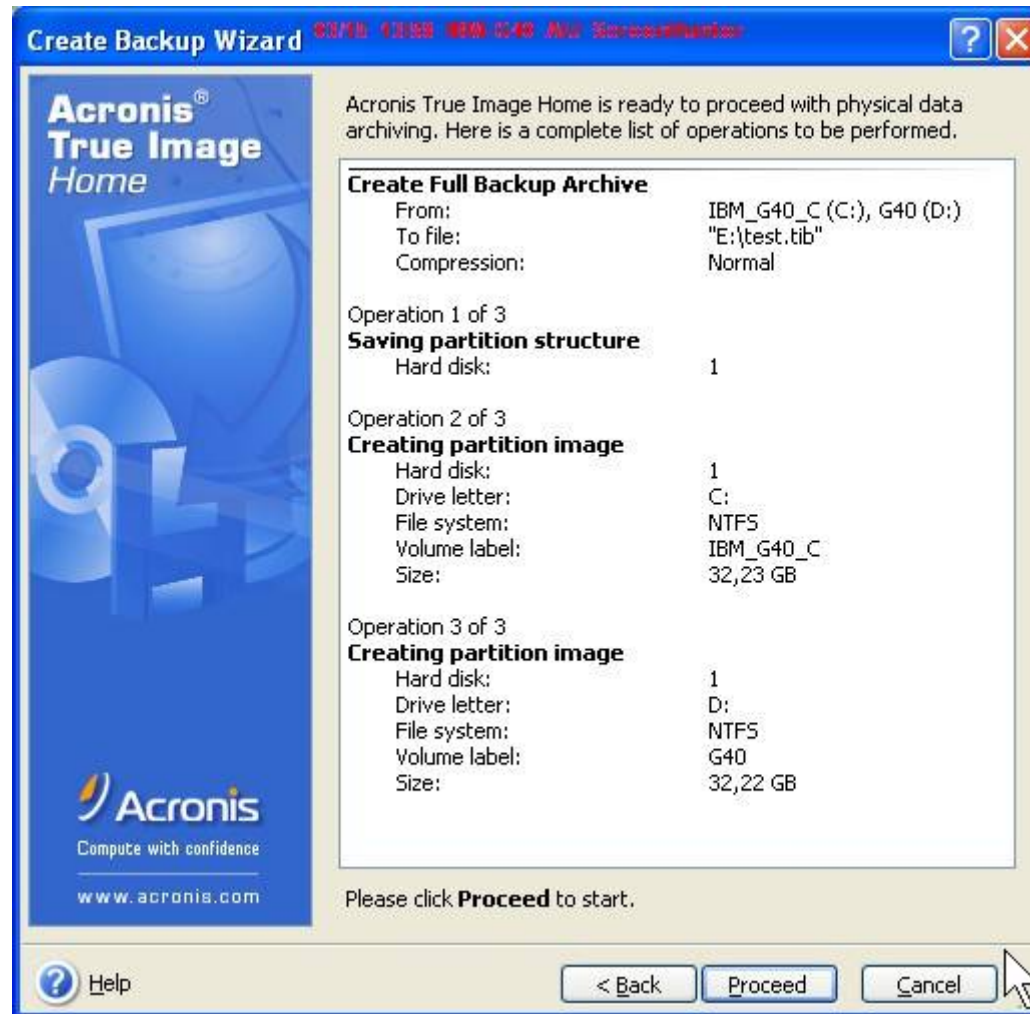 Create Backup Wizard
Acronis®
True Image
Home
Acronis
Compute with confidence
www.acronis.com
Acronis True Image Home is ready to proceed with physical data
archiving. Here is a complete list of operations to be performed.
Create Full Backup Archive
From: IBM_G40_C (C:), G40 (D:)
To file: "E:\test.tib"
Compression: Normal
Operation 1 of 3
Saving partition structure
Hard disk: 1
Operation 2 of 3
Creating partition image
Hard disk: 1
Drive letter: C:
File system: NTFS
Volume label: IBM_G40_C
Size: 32,23 GB
Operation 3 of 3
Creating partition image
Hard disk: 1
Drive letter: D:
File system: NTFS
Volume label: G40
Size: 32,22 GB
Please click Proceed to start.
Help
< Back Proceed Cancel